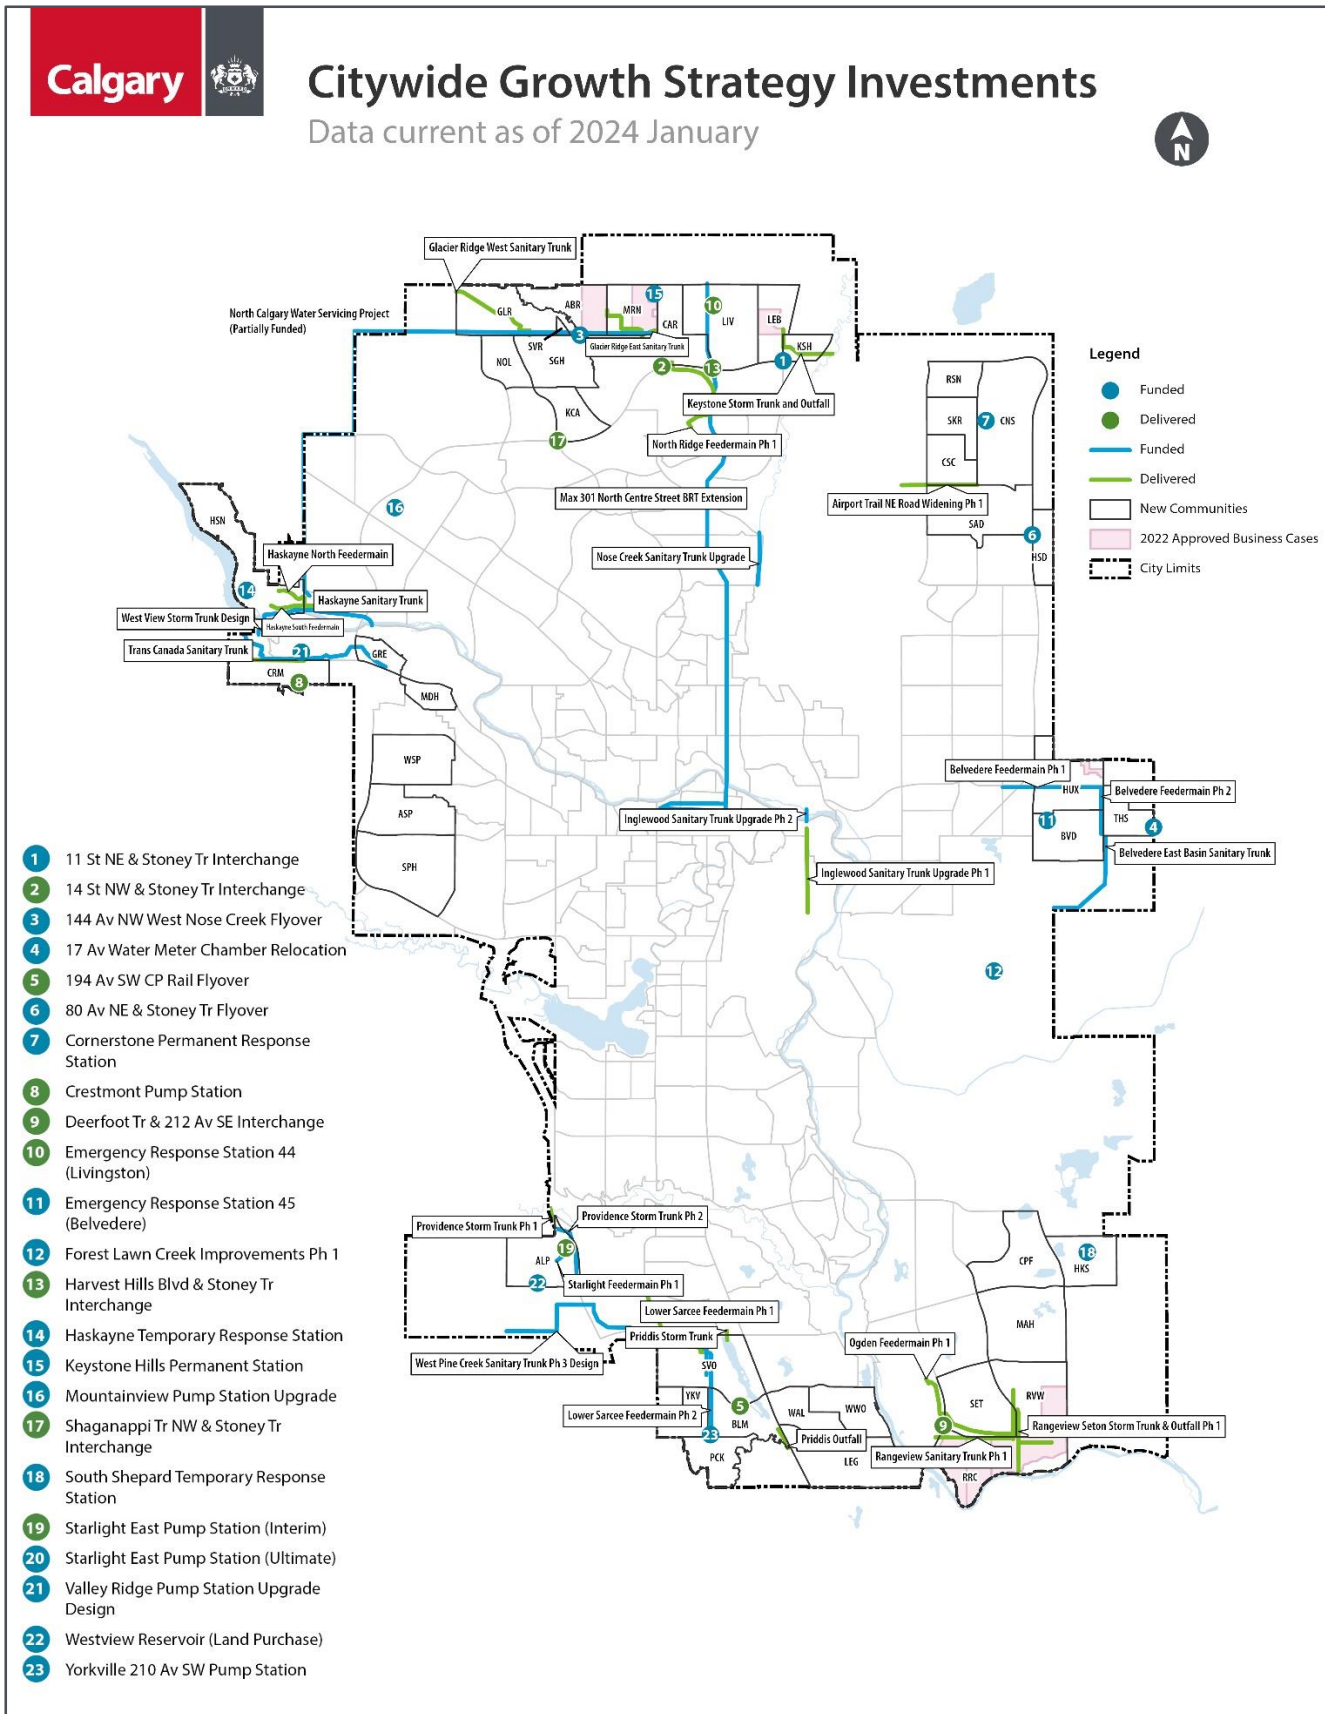 Calgary
Citywide Growth Strategy Investments
Data current as of 2024 January
N
Glacier Ridge West Sanitary Trunk
North Calgary Water Servicing Project
(Partially Funded)
GLR
ABR
MRN
15
CAR
10
LIV
LEB
KSH
3
Glacier Ridge East Sanitary Trunk
SVR
NOL
SGH
2
13
1
KCA
17
Keystone Storm Trunk and Outfall
North Ridge Feedermain Ph 1
Max 301 North Centre Street BRT Extension
16
Nose Creek Sanitary Trunk Upgrade
RSN
SKR
7
CNS
CSC
Airport Trail NE Road Widening Ph 1
SAD
6
HSD
Legend
Funded
Delivered
Funded
Delivered
New Communities
2022 Approved Business Cases
City Limits
HSN
Haskayne North Feedermain
14
Haskayne Sanitary Trunk
West View Storm Trunk Design
Haskayne South Feedermain
Trans Canada Sanitary Trunk
21
GRE
CRM
8
MDH
WSP
ASP
SPH
Belvedere Feedermain Ph 1
HUX
Belvedere Feedermain Ph 2
11
THS
4
BVD
Belvedere East Basin Sanitary Trunk
Inglewood Sanitary Trunk Upgrade Ph 2
Inglewood Sanitary Trunk Upgrade Ph 1
12
Providence Storm Trunk Ph 1
Providence Storm Trunk Ph 2
19
ALP
22
Starlight Feedermain Ph 1
Lower Sarcee Feedermain Ph 1
Priddis Storm Trunk
West Pine Creek Sanitary Trunk Ph 3 Design
SVO
YKV
5
BLM
Lower Sarcee Feedermain Ph 2
23
WAL
WWO
Priddis Outfall
PCK
LEG
CPF
18
HKS
MAH
Ogden Feedermain Ph 1
SET
RVW
9
Rangeview Seton Storm Trunk & Outfall Ph 1
Rangeview Sanitary Trunk Ph 1
RRC
1 11 St NE & Stoney Tr Interchange
2 14 St NW & Stoney Tr Interchange
3 144 Av NW West Nose Creek Flyover
4 17 Av Water Meter Chamber Relocation
5 194 Av SW CP Rail Flyover
6 80 Av NE & Stoney Tr Flyover
7 Cornerstone Permanent Response
Station
8 Crestmont Pump Station
9 Deerfoot Tr & 212 Av SE Interchange
10 Emergency Response Station 44
(Livingston)
11 Emergency Response Station 45
(Belvedere)
12 Forest Lawn Creek Improvements Ph 1
13 Harvest Hills Blvd & Stoney Tr
Interchange
14 Haskayne Temporary Response Station
15 Keystone Hills Permanent Station
16 Mountainview Pump Station Upgrade
17 Shaganappi Tr NW & Stoney Tr
Interchange
18 South Shepard Temporary Response
Station
19 Starlight East Pump Station (Interim)
20 Starlight East Pump Station (Ultimate)
21 Valley Ridge Pump Station Upgrade
Design
22 Westview Reservoir (Land Purchase)
23 Yorkville 210 Av SW Pump Station